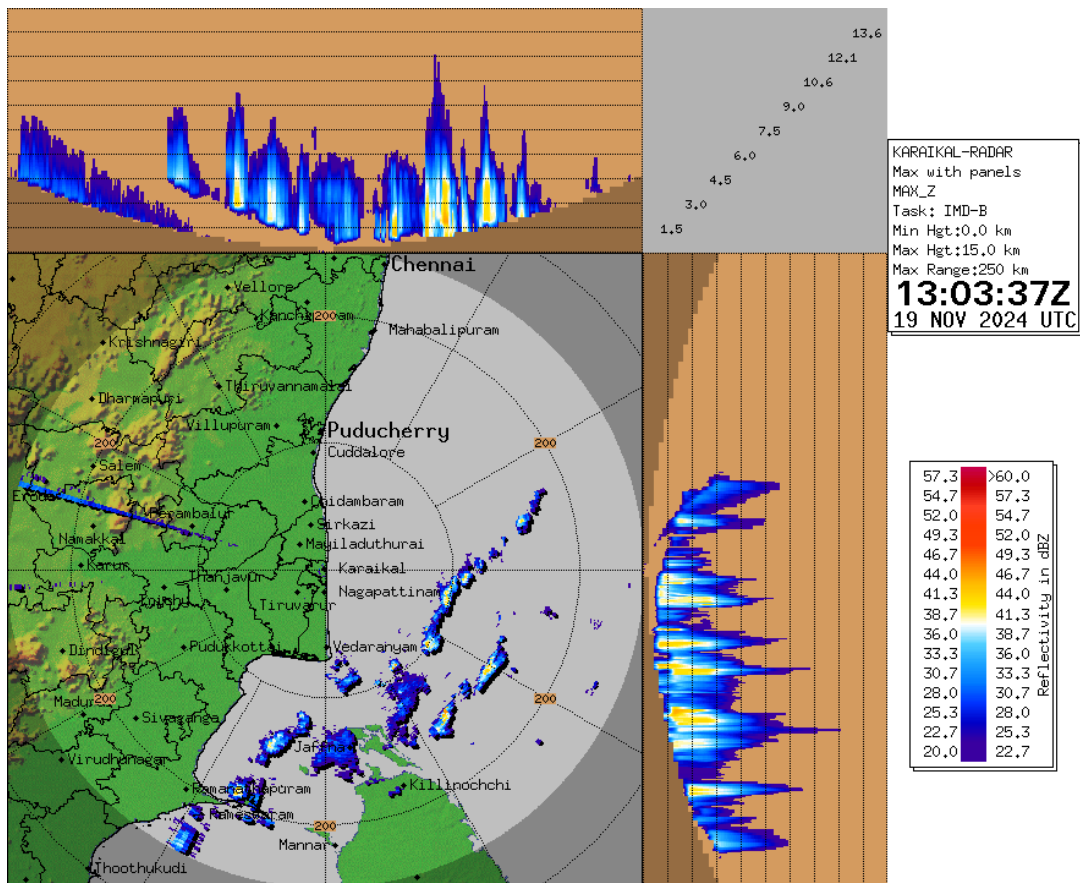 13.6
12.1
10.6
9.0
7.5
6.0
4.5
3.0
1.5
KARAIKAL-RADAR
Max with panels
MAX_Z
Task: IMD-B
Min Hgt:0.0 km
Max Hgt:15.0 km
Max Range:250 km
13:03:37Z
19 NOV 2024 UTC
Chennai
Vellore
200
Mahabalipuram
Krishnagiri
Thiruvannamalai
Dharmapuri
Villupuram
Puducherry
200
200
Cuddalore
Salem
Erode
Chidambaram
Perambalur
Sirkazi
Namakkal
Mayiladuthurai
Karur
Karaikal
Thanjavur
Nagapattinam
Tiruvarur
Pudukkottai
Vedaranyam
Dindigul
200
200
Sivaganga
Jaffna
Virudhunagar
Ramanathapuram
Killinochchi
Rameswaram
200
Mannar
Thoothukudi
57.3 >60.0
54.7 57.3
52.0 54.7
49.3 52.0
46.7 49.3
44.0 46.7
41.3 44.0
38.7 41.3
36.0 38.7
33.3 36.0
30.7 33.3
28.0 30.7
25.3 28.0
22.7 25.3
20.0 22.7
Reflectivity in dBZ